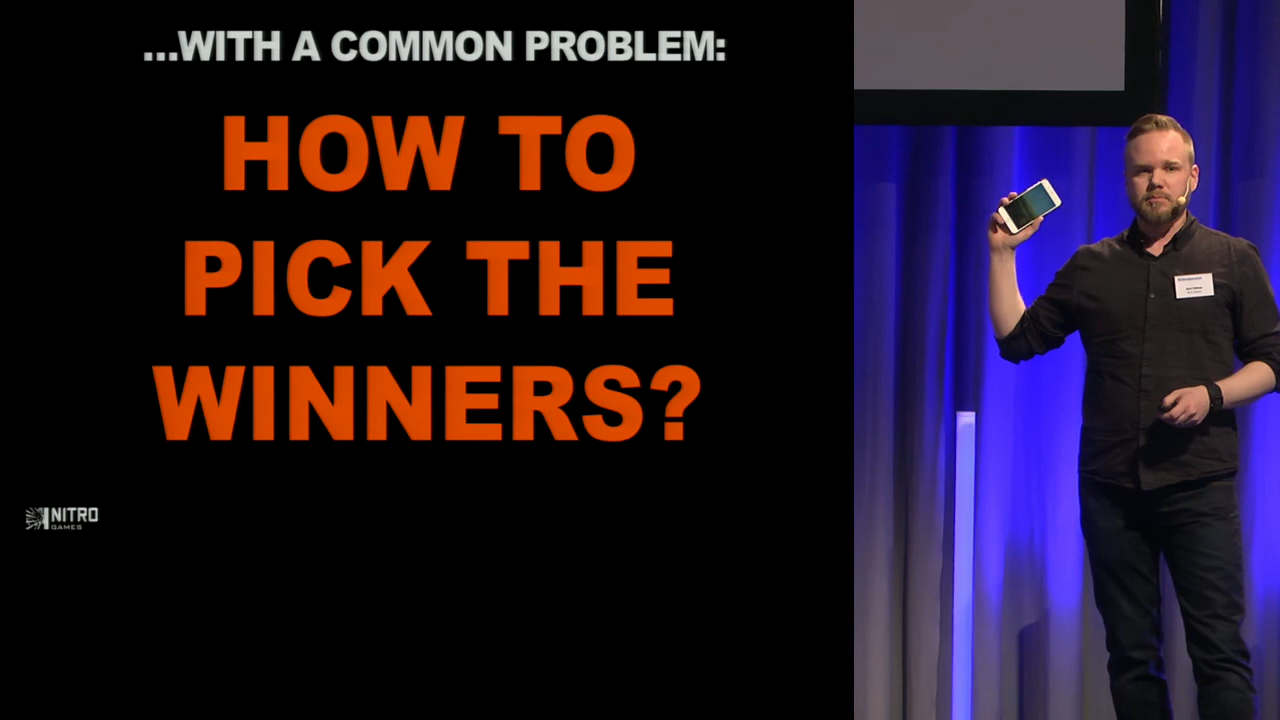 ...WITH A COMMON PROBLEM:
HOW TO
PICK THE
WINNERS?
NITRO
GAMES